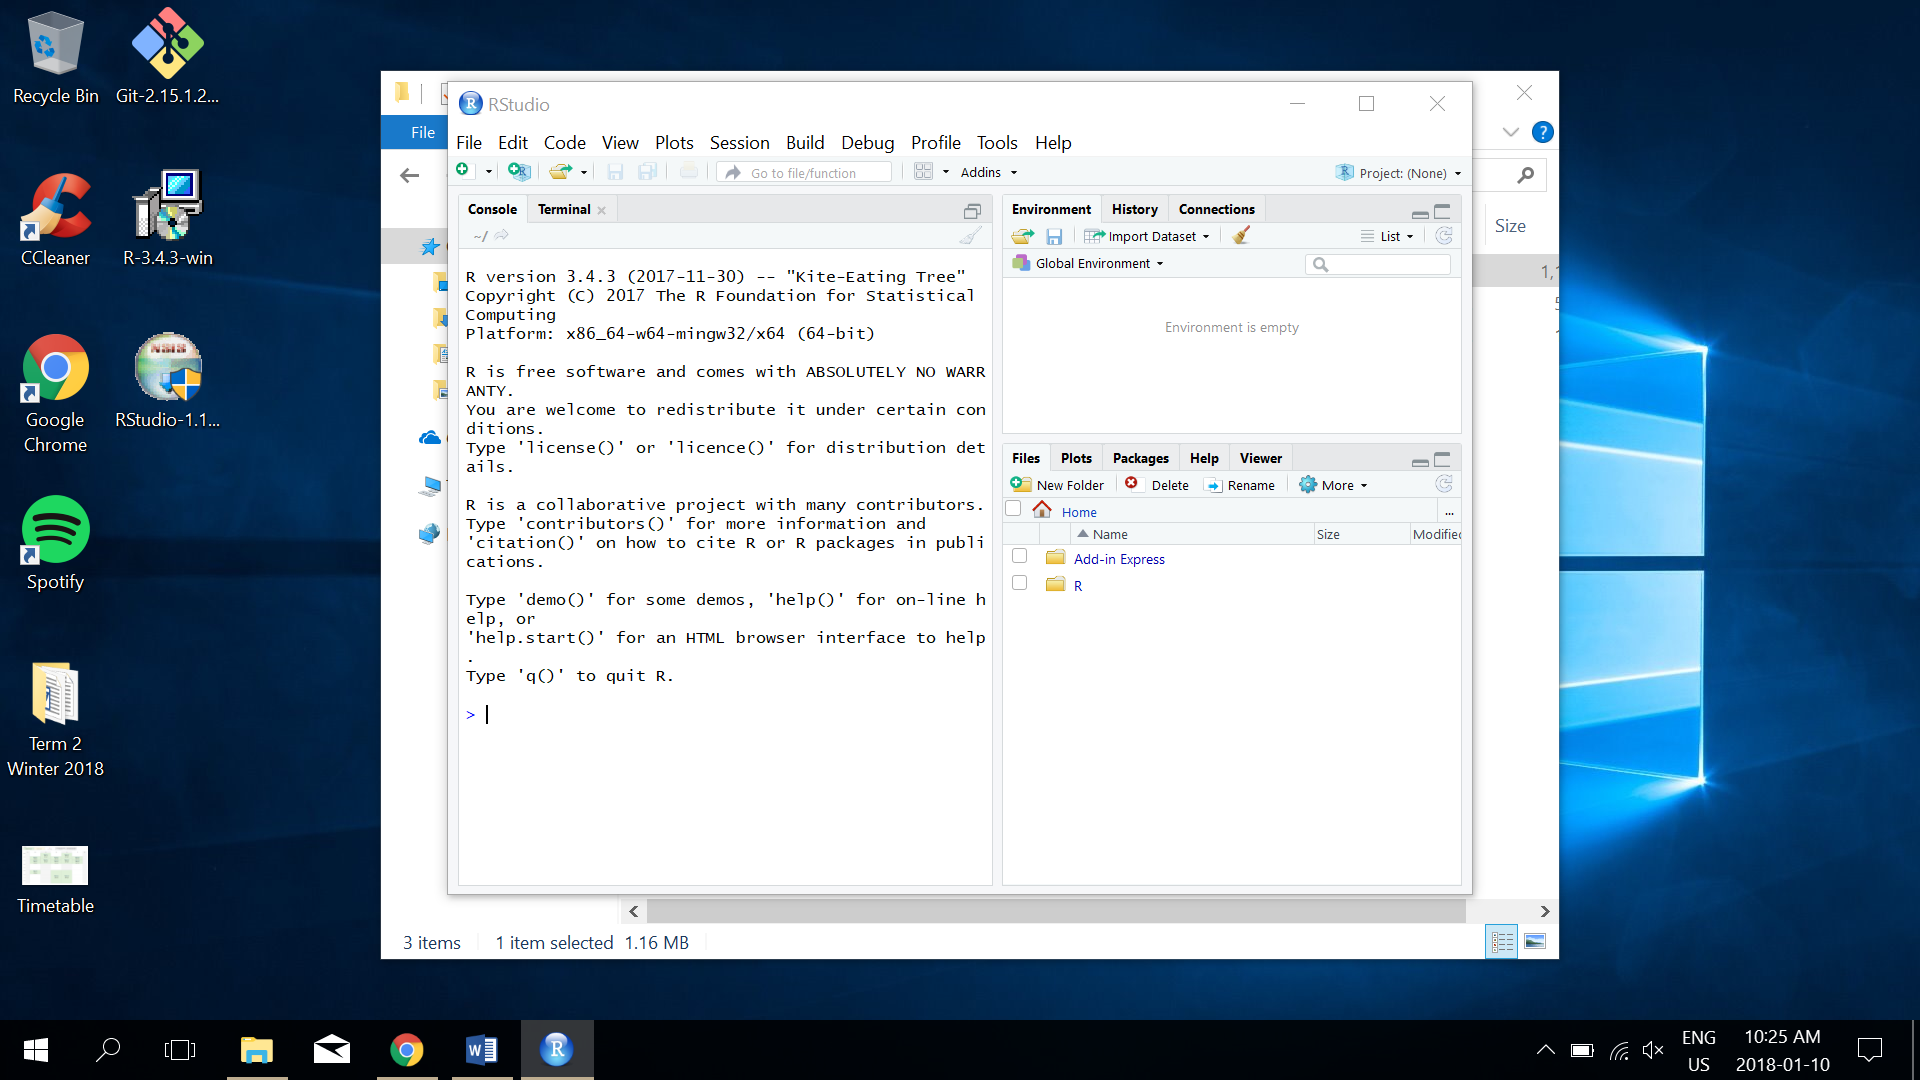 Recycle Bin
Git-2.15.1.2...
CCleaner
R-3.4.3-win
Google
Chrome
NSIS
RStudio-1.1...
Spotify
Term 2
Winter 2018
Timetable
File
Size
1,1
RStudio
File Edit Code View Plots Session Build Debug Profile Tools Help
Go to file/function
Addins
Project: (None)
Console Terminal
~/
R version 3.4.3 (2017-11-30) -- "Kite-Eating Tree"
Copyright (C) 2017 The R Foundation for Statistical
Computing
Platform: x86_64-w64-mingw32/x64 (64-bit)
R is free software and comes with ABSOLUTELY NO WARR
ANTY.
You are welcome to redistribute it under certain con
ditions.
Type 'license()' or 'licence()' for distribution det
ails.
R is a collaborative project with many contributors.
Type 'contributors()' for more information and
'citation()' on how to cite R or R packages in publi
cations.
Type 'demo()' for some demos, 'help()' for on-line h
elp, or
'help.start()' for an HTML browser interface to help
.
Type 'q()' to quit R.
>
Environment History Connections
Import Dataset
List
Global Environment
Environment is empty
Files Plots Packages Help Viewer
New Folder Delete Rename More
Home
...
Name Size Modified
Add-in Express
R
3 items 1 item selected 1.16 MB
ENG
US
10:25 AM
2018-01-10